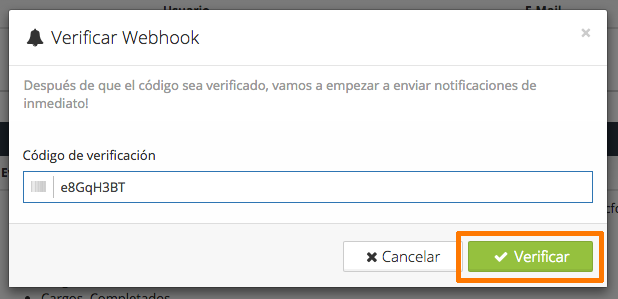 Usuario E-Mail
Verificar Webhook ×
Después de que el código sea verificado, vamos a empezar a enviar notificaciones de
inmediato!
Código de verificación
e8GqH3BT
Cancelar Verificar
Cargos Completados